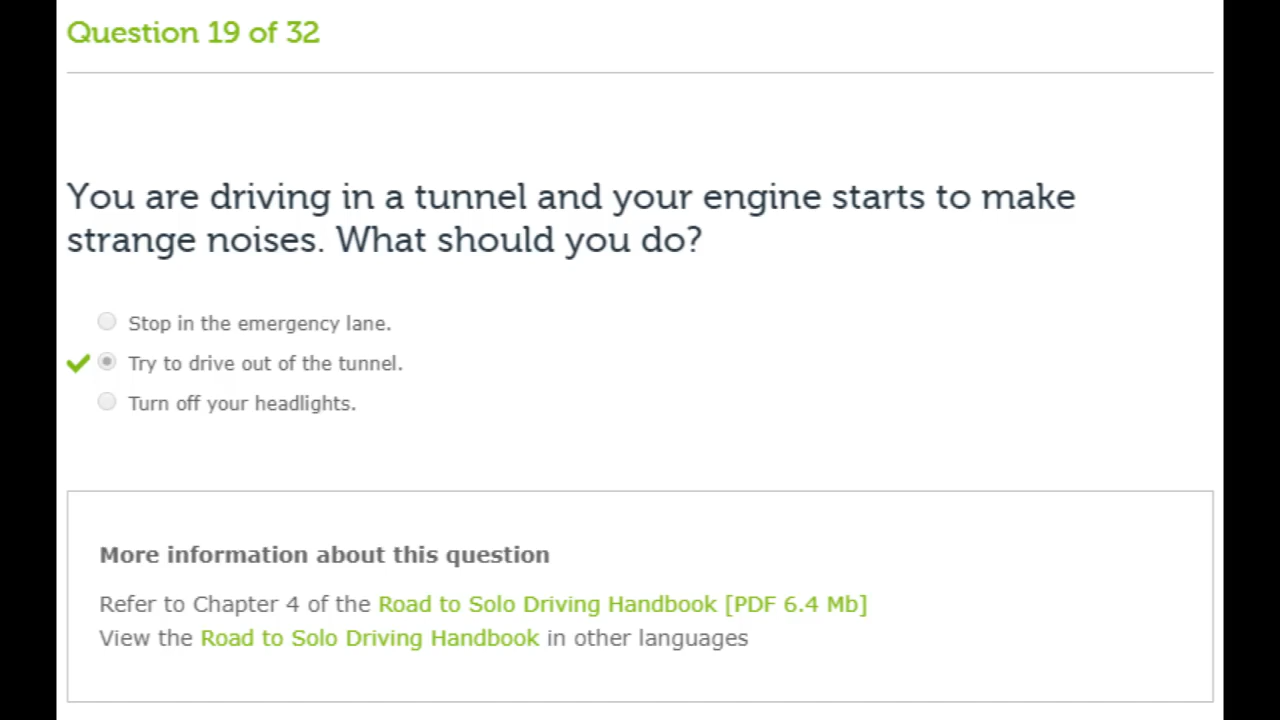 Question 19 of 32
You are driving in a tunnel and your engine starts to make
strange noises. What should you do?
Stop in the emergency lane.
Try to drive out of the tunnel.
Turn off your headlights.
More information about this question
Refer to Chapter 4 of the Road to Solo Driving Handbook [PDF 6.4 Mb]
View the Road to Solo Driving Handbook in other languages